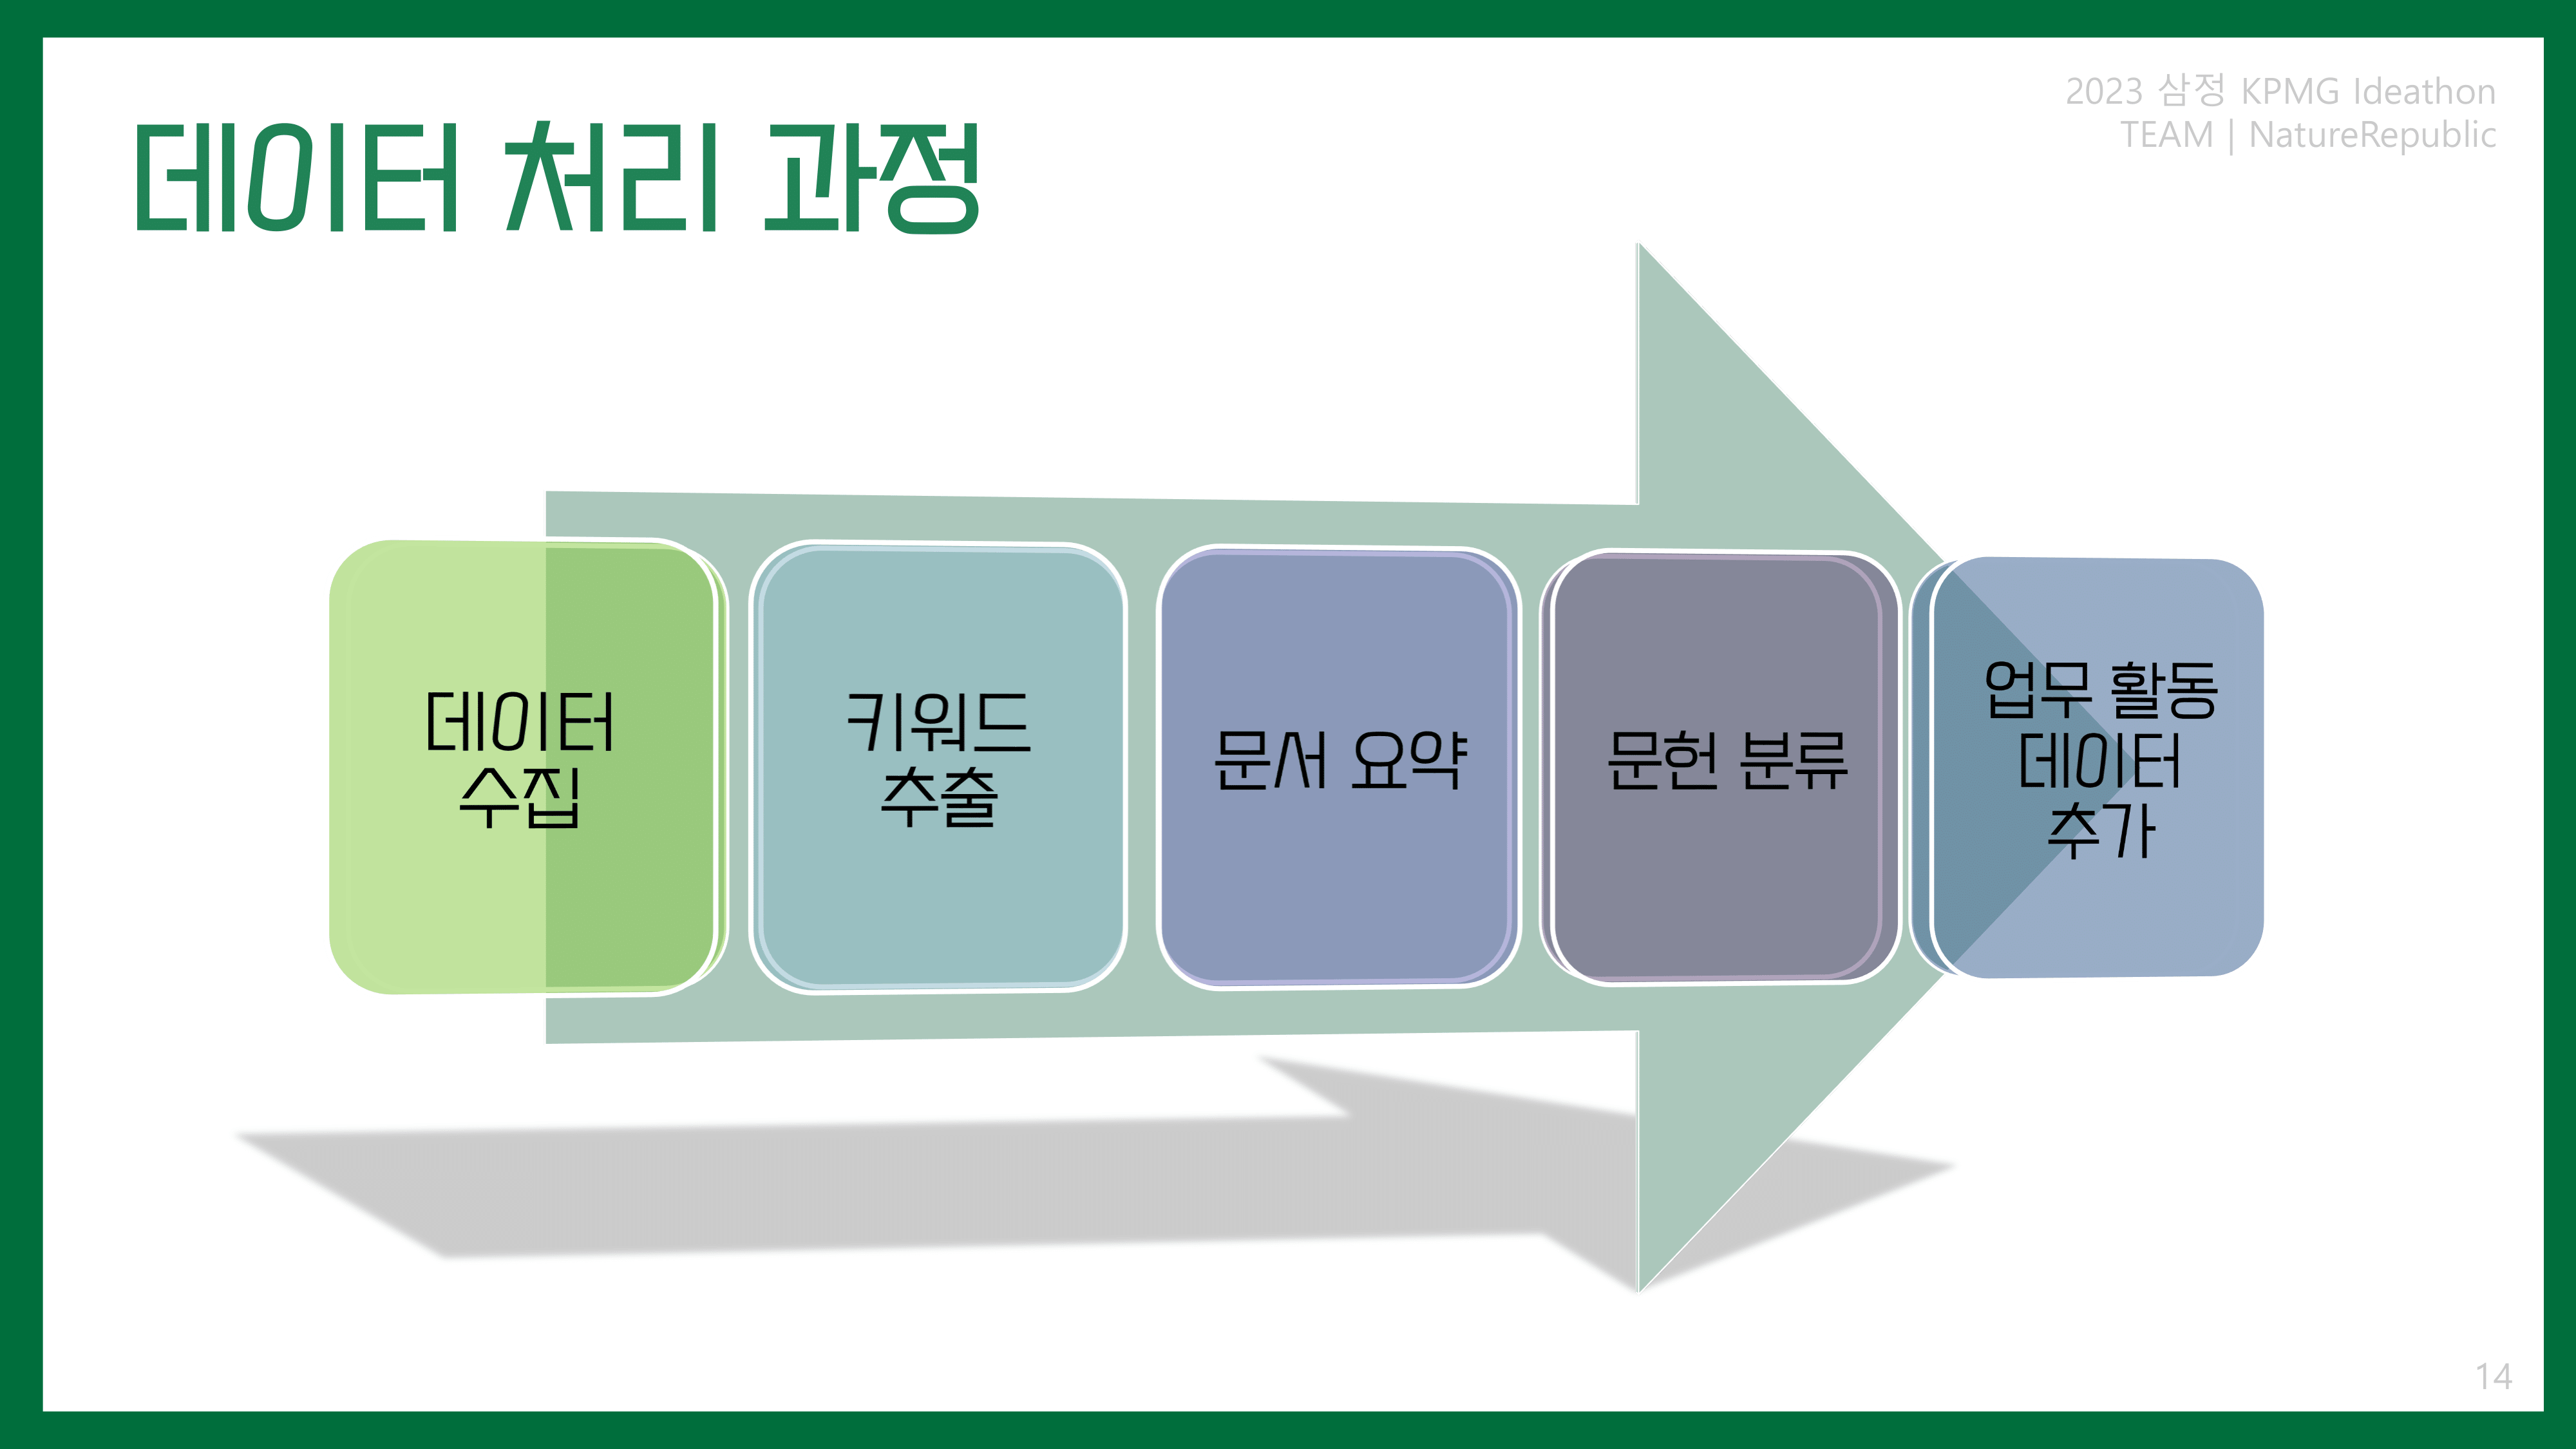 2023 삼정 KPMG Ideathon
TEAM | NatureRepublic
데이터 처리 과정
데이터
수집
키워드
추출
문서 요약
문헌 분류
업무 활동
데이터
추가
14